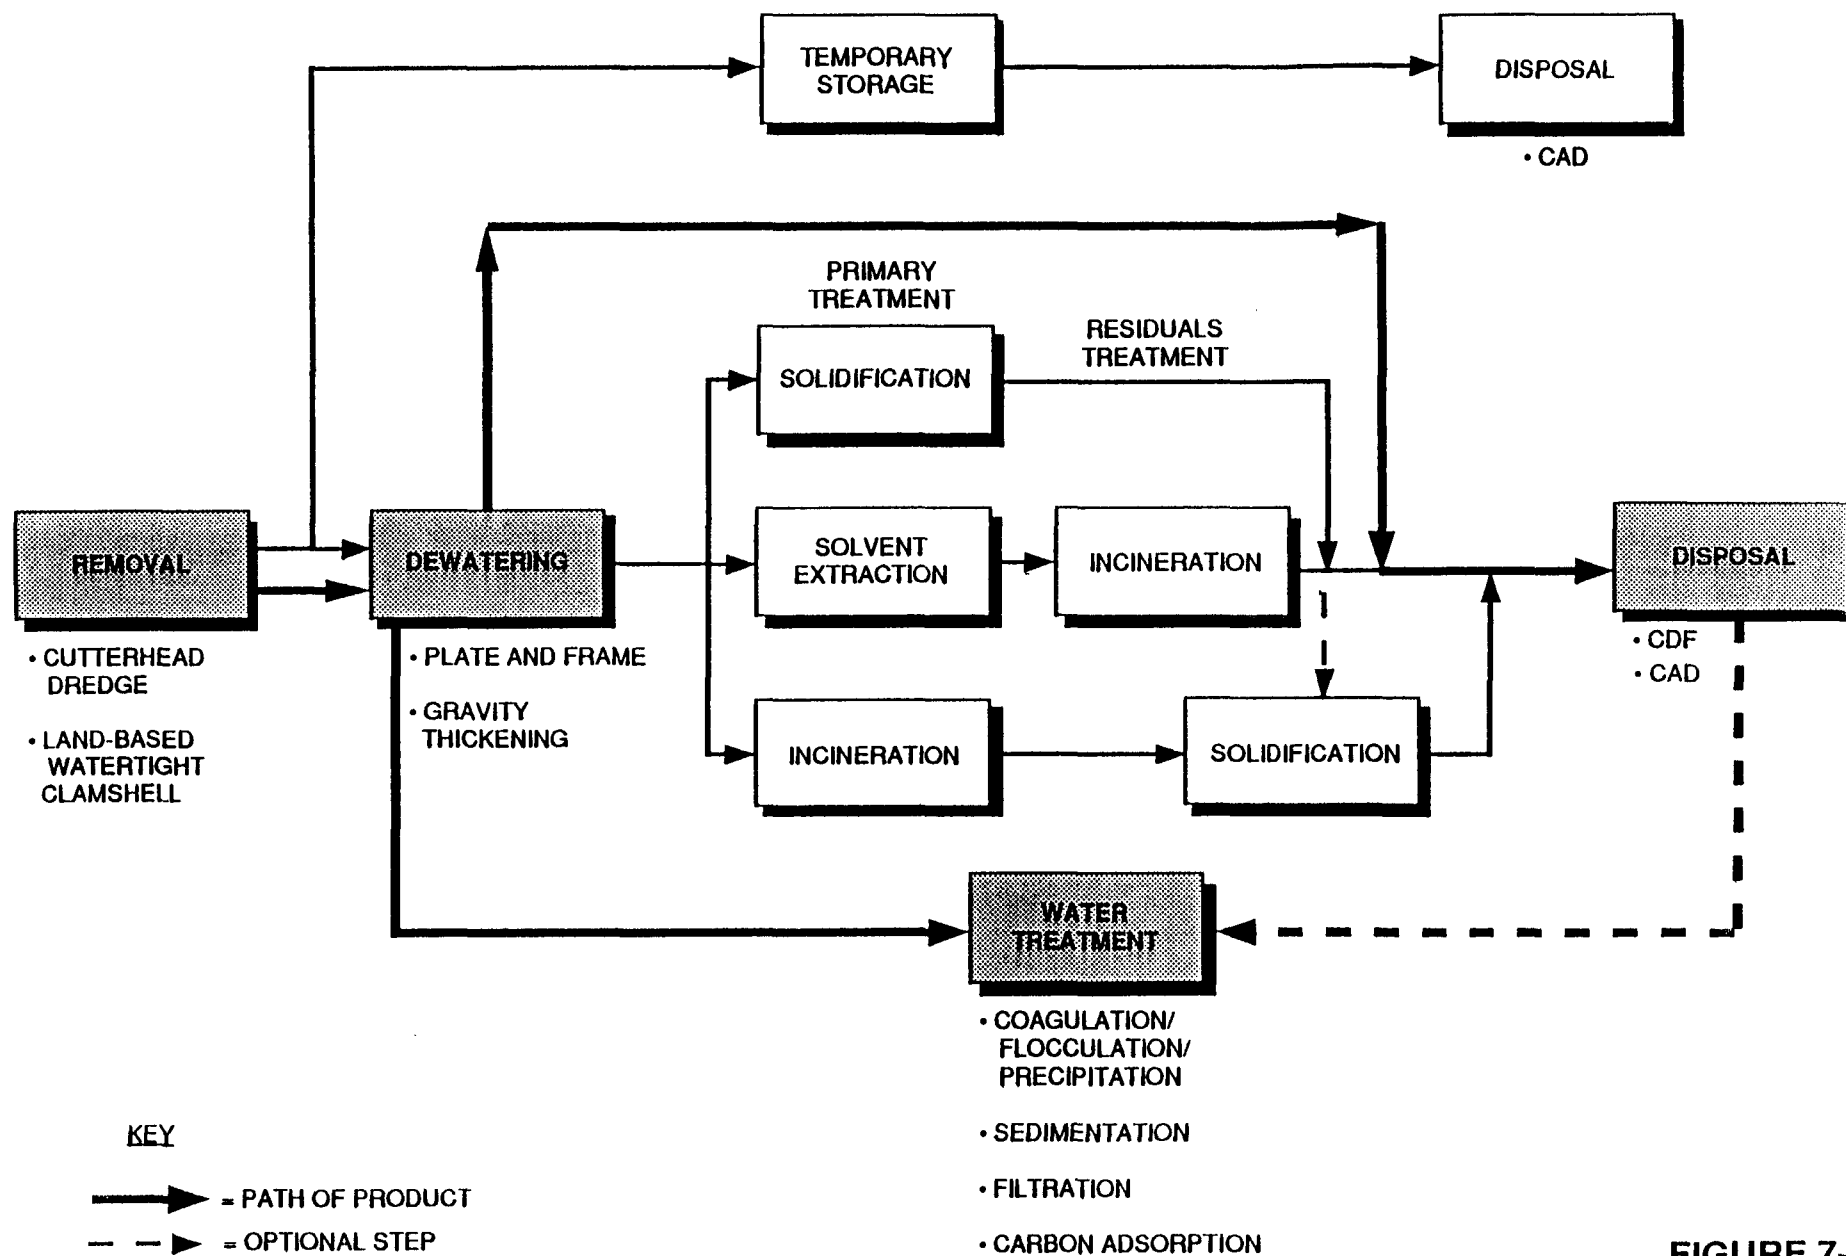 TEMPORARY
STORAGE
DISPOSAL
• CAD
PRIMARY
TREATMENT
SOLIDIFICATION
RESIDUALS
TREATMENT
REMOVAL
• CUTTERHEAD
DREDGE
• LAND-BASED
WATERTIGHT
CLAMSHELL
DEWATERING
• PLATE AND FRAME
• GRAVITY
THICKENING
SOLVENT
EXTRACTION
INCINERATION
INCINERATION
SOLIDIFICATION
DISPOSAL
• CDF
• CAD
WATER
TREATMENT
• COAGULATION/
FLOCCULATION/
PRECIPITATION
• SEDIMENTATION
• FILTRATION
• CARBON ADSORPTION
KEY
= PATH OF PRODUCT
= OPTIONAL STEP
FIGURE 7-